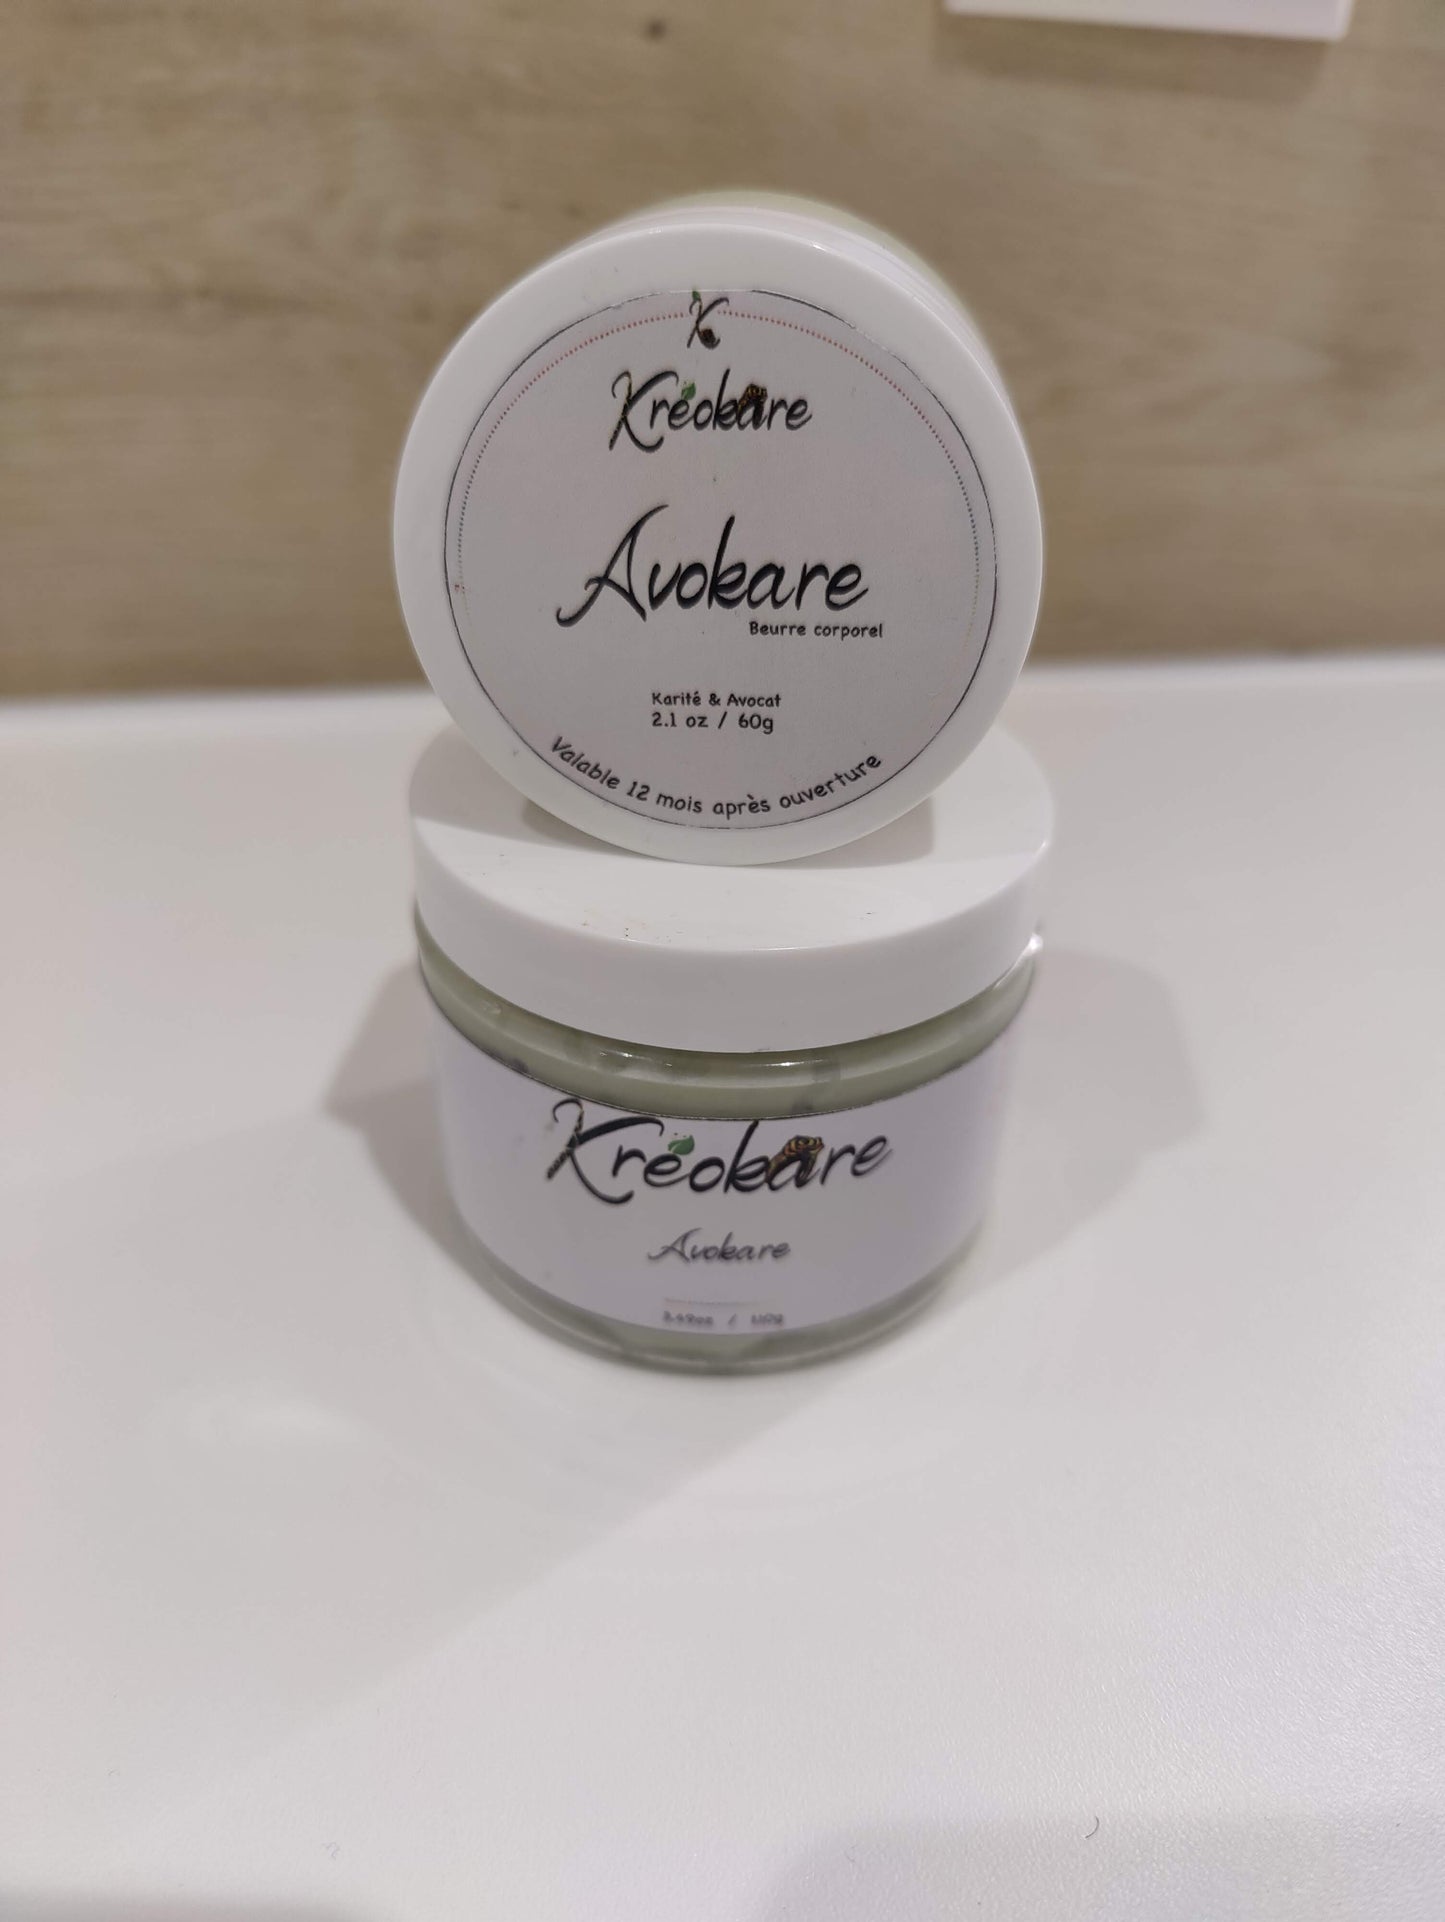 Kréokare
Avokare
Beurre corporel
Karité & Avocat
2.1 oz / 60g
Valable 12 mois après ouverture
Kréokare
Avokare